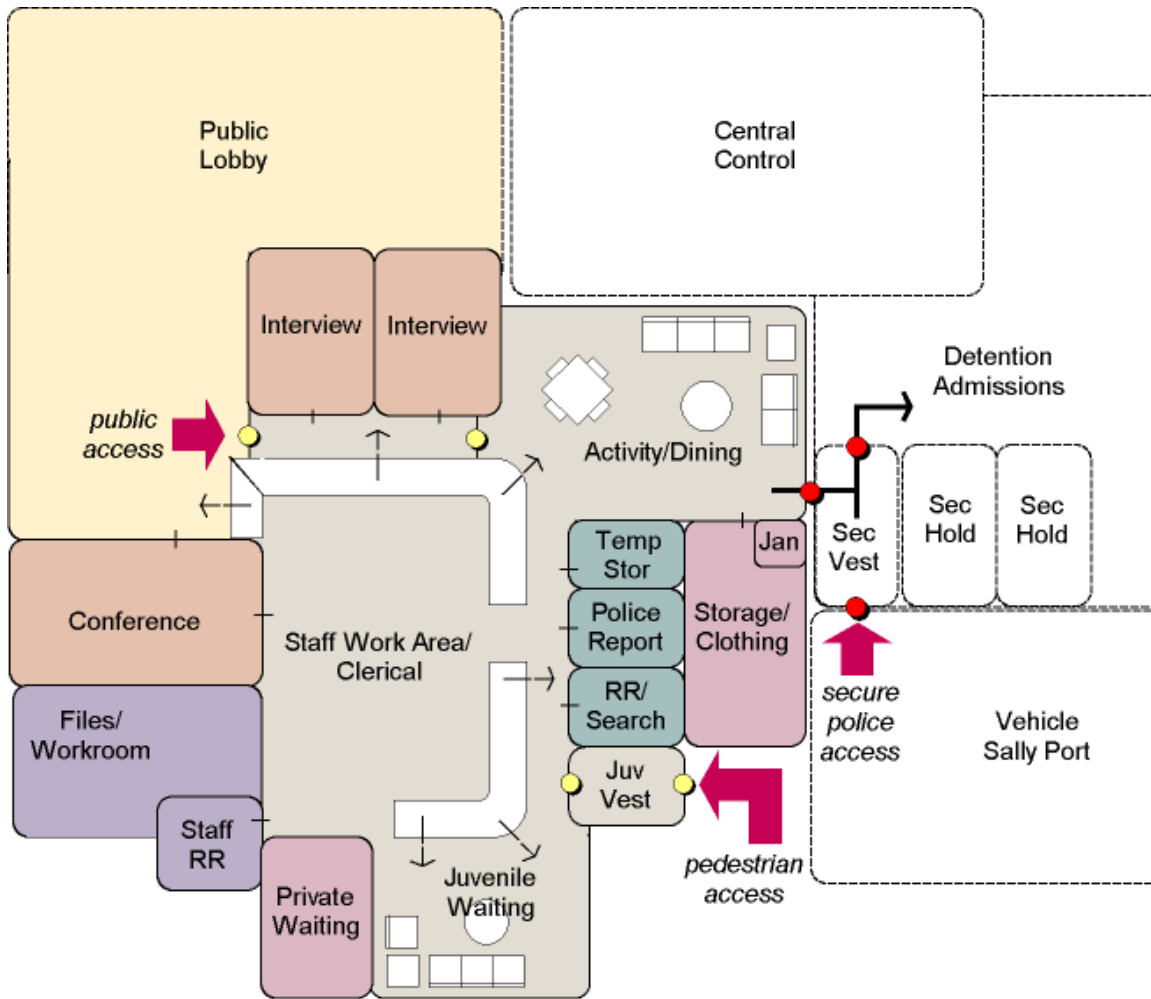 Public
Lobby
Central
Control
Interview
Interview
Detention
Admissions
public
access
Activity/Dining
Temp
Stor
Jan
Sec
Vest
Sec
Hold
Sec
Hold
Conference
Police
Report
Storage/
Clothing
Staff Work Area/
Clerical
RR/
Search
secure
police
access
Files/
Workroom
Vehicle
Sally Port
Juv
Vest
Staff
RR
pedestrian
access
Private
Waiting
Juvenile
Waiting